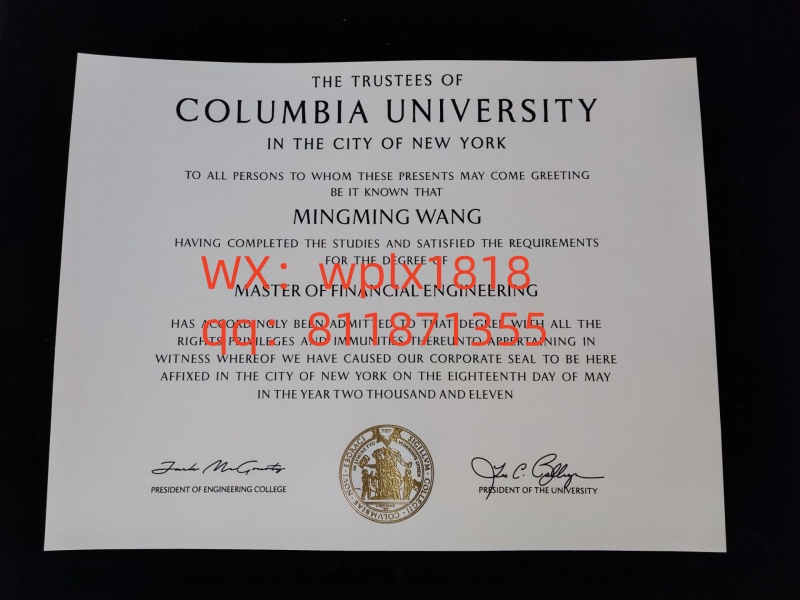 THE TRUSTEES OF
COLUMBIA UNIVERSITY
IN THE CITY OF NEW YORK
TO ALL PERSONS TO WHOM THESE PRESENTS MAY COME GREETING
BE IT KNOWN THAT
MINGMING WANG
HAVING COMPLETED THE STUDIES AND SATISFIED THE REQUIREMENTS
FOR THE DEGREE OF
WX: wplx1818
MASTER OF FINANCIAL ENGINEERING
HAS ACCORDINGLY BEEN ADMITTED TO THAT DEGREE WITH ALL THE
qq: 811871355
RIGHTS PRIVILEGES AND IMMUNITIES THEREUNTO APPERTAINING IN
WITNESS WHEREOF WE HAVE CAUSED OUR CORPORATE SEAL TO BE HERE
AFFIXED IN THE CITY OF NEW YORK ON THE EIGHTEENTH DAY OF MAY
IN THE YEAR TWO THOUSAND AND ELEVEN
PRESIDENT OF ENGINEERING COLLEGE
PRESIDENT OF THE UNIVERSITY